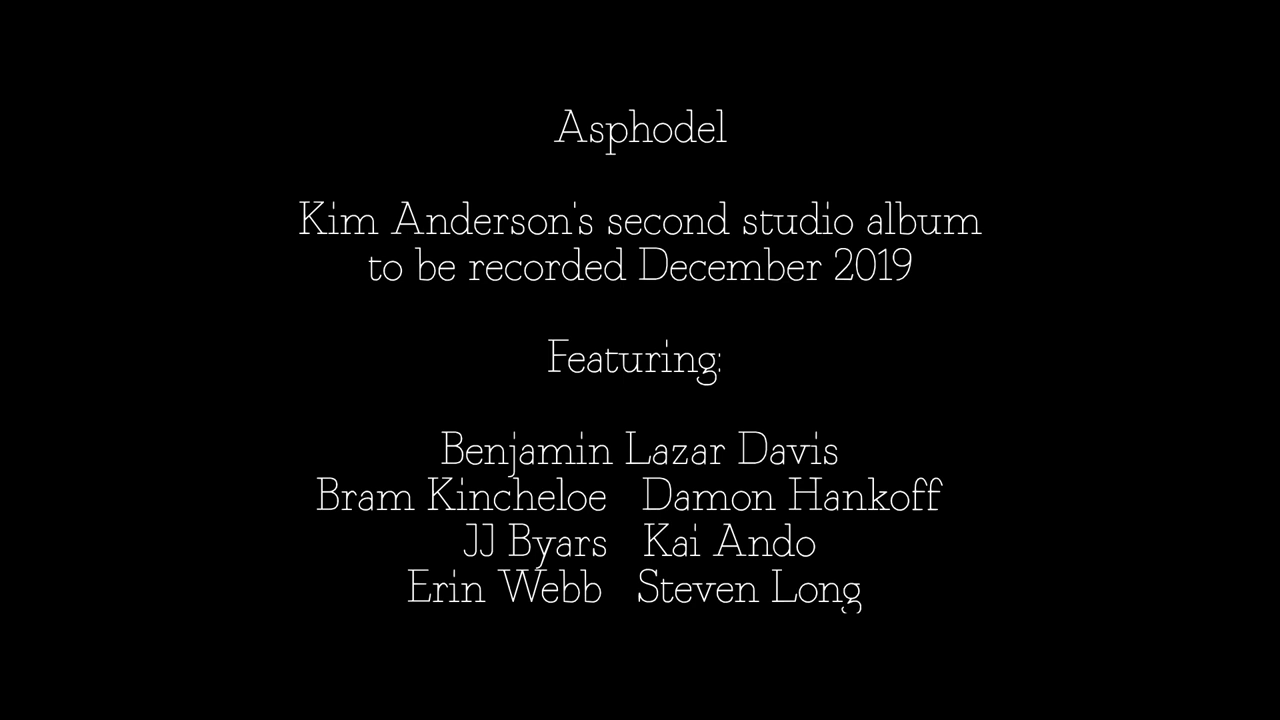 Asphodel
Kim Anderson's second studio album
to be recorded December 2019
Featuring:
Benjamin Lazar Davis
Bram Kincheloe Damon Hankoff
JJ Byars Kai Ando
Erin Webb Steven Long